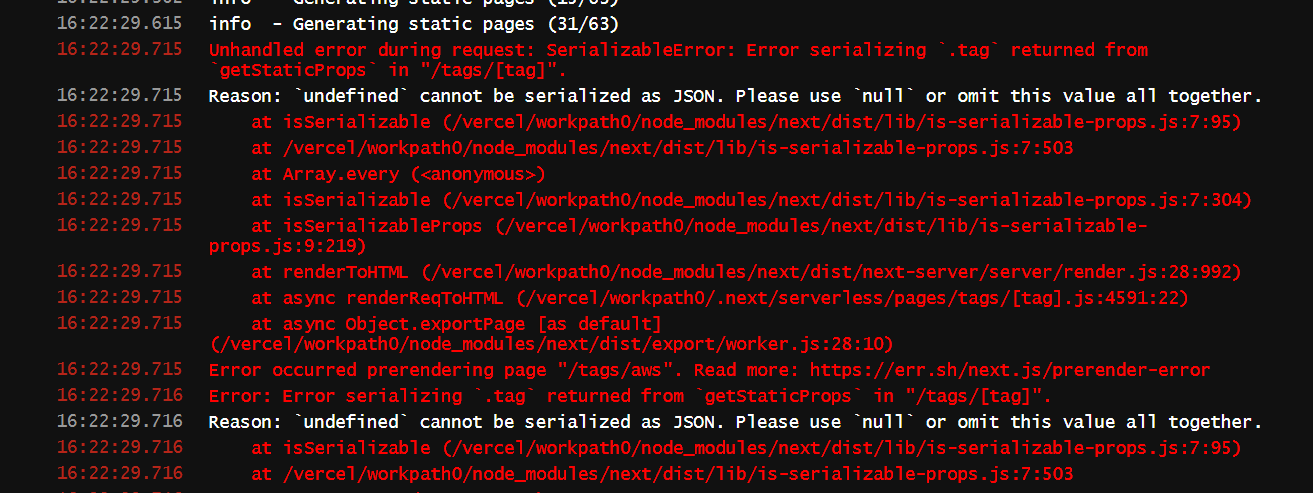 info  - Generating static pages (15/63)
16:22:29.615 info  - Generating static pages (31/63)
16:22:29.715 Unhandled error during request: SerializableError: Error serializing `.tag` returned from
`getStaticProps` in "/tags/[tag]".
16:22:29.715 Reason: `undefined` cannot be serialized as JSON. Please use `null` or omit this value all together.
16:22:29.715     at isSerializable (/vercel/workpath0/node_modules/next/dist/lib/is-serializable-props.js:7:95)
16:22:29.715     at /vercel/workpath0/node_modules/next/dist/lib/is-serializable-props.js:7:503
16:22:29.715     at Array.every (<anonymous>)
16:22:29.715     at isSerializable (/vercel/workpath0/node_modules/next/dist/lib/is-serializable-props.js:7:304)
16:22:29.715     at isSerializableProps (/vercel/workpath0/node_modules/next/dist/lib/is-serializable-
props.js:9:219)
16:22:29.715     at renderToHTML (/vercel/workpath0/node_modules/next/dist/next-server/server/render.js:28:992)
16:22:29.715     at async renderReqToHTML (/vercel/workpath0/.next/serverless/pages/tags/[tag].js:4591:22)
16:22:29.715     at async Object.exportPage [as default]
(/vercel/workpath0/node_modules/next/dist/export/worker.js:28:10)
16:22:29.715 Error occurred prerendering page "/tags/aws". Read more: https://err.sh/next.js/prerender-error
16:22:29.716 Error: Error serializing `.tag` returned from `getStaticProps` in "/tags/[tag]".
16:22:29.716 Reason: `undefined` cannot be serialized as JSON. Please use `null` or omit this value all together.
16:22:29.716     at isSerializable (/vercel/workpath0/node_modules/next/dist/lib/is-serializable-props.js:7:95)
16:22:29.716     at /vercel/workpath0/node_modules/next/dist/lib/is-serializable-props.js:7:503